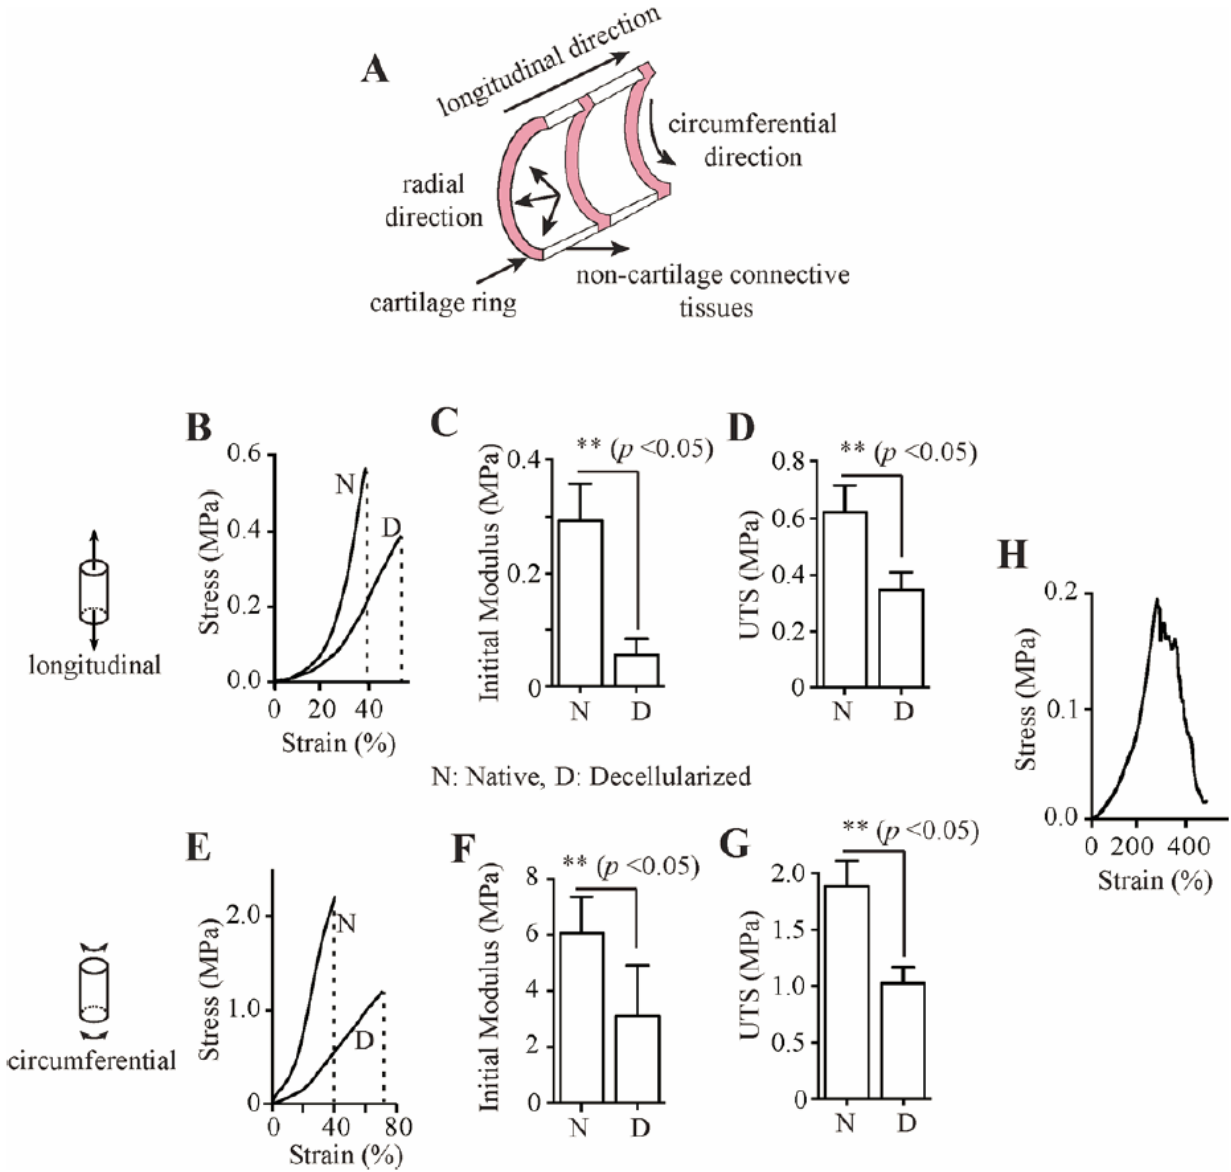 A
longitudinal direction
circumferential
direction
radial
direction
cartilage ring
non-cartilage connective
tissues
B
0.6
0.4
0.2
0.0
Stress (MPa)
N
D
0 20 40
Strain (%)
longitudinal
C
** (p <0.05)
0.4
0.2
0
Initital Modulus (MPa)
N D
D
** (p <0.05)
0.8
0.6
0.4
0.2
0
UTS (MPa)
N D
H
0.2
0.1
0.0
Stress (MPa)
0 200 400
Strain (%)
N: Native, D: Decellularized
E
2.0
1.0
0
Stress (MPa)
N
D
0 40 80
Strain (%)
circumferential
F
** (p <0.05)
8
6
4
2
0
Initial Modulus (MPa)
N D
G
** (p <0.05)
2.0
1.5
1.0
0.5
0
UTS (MPa)
N D